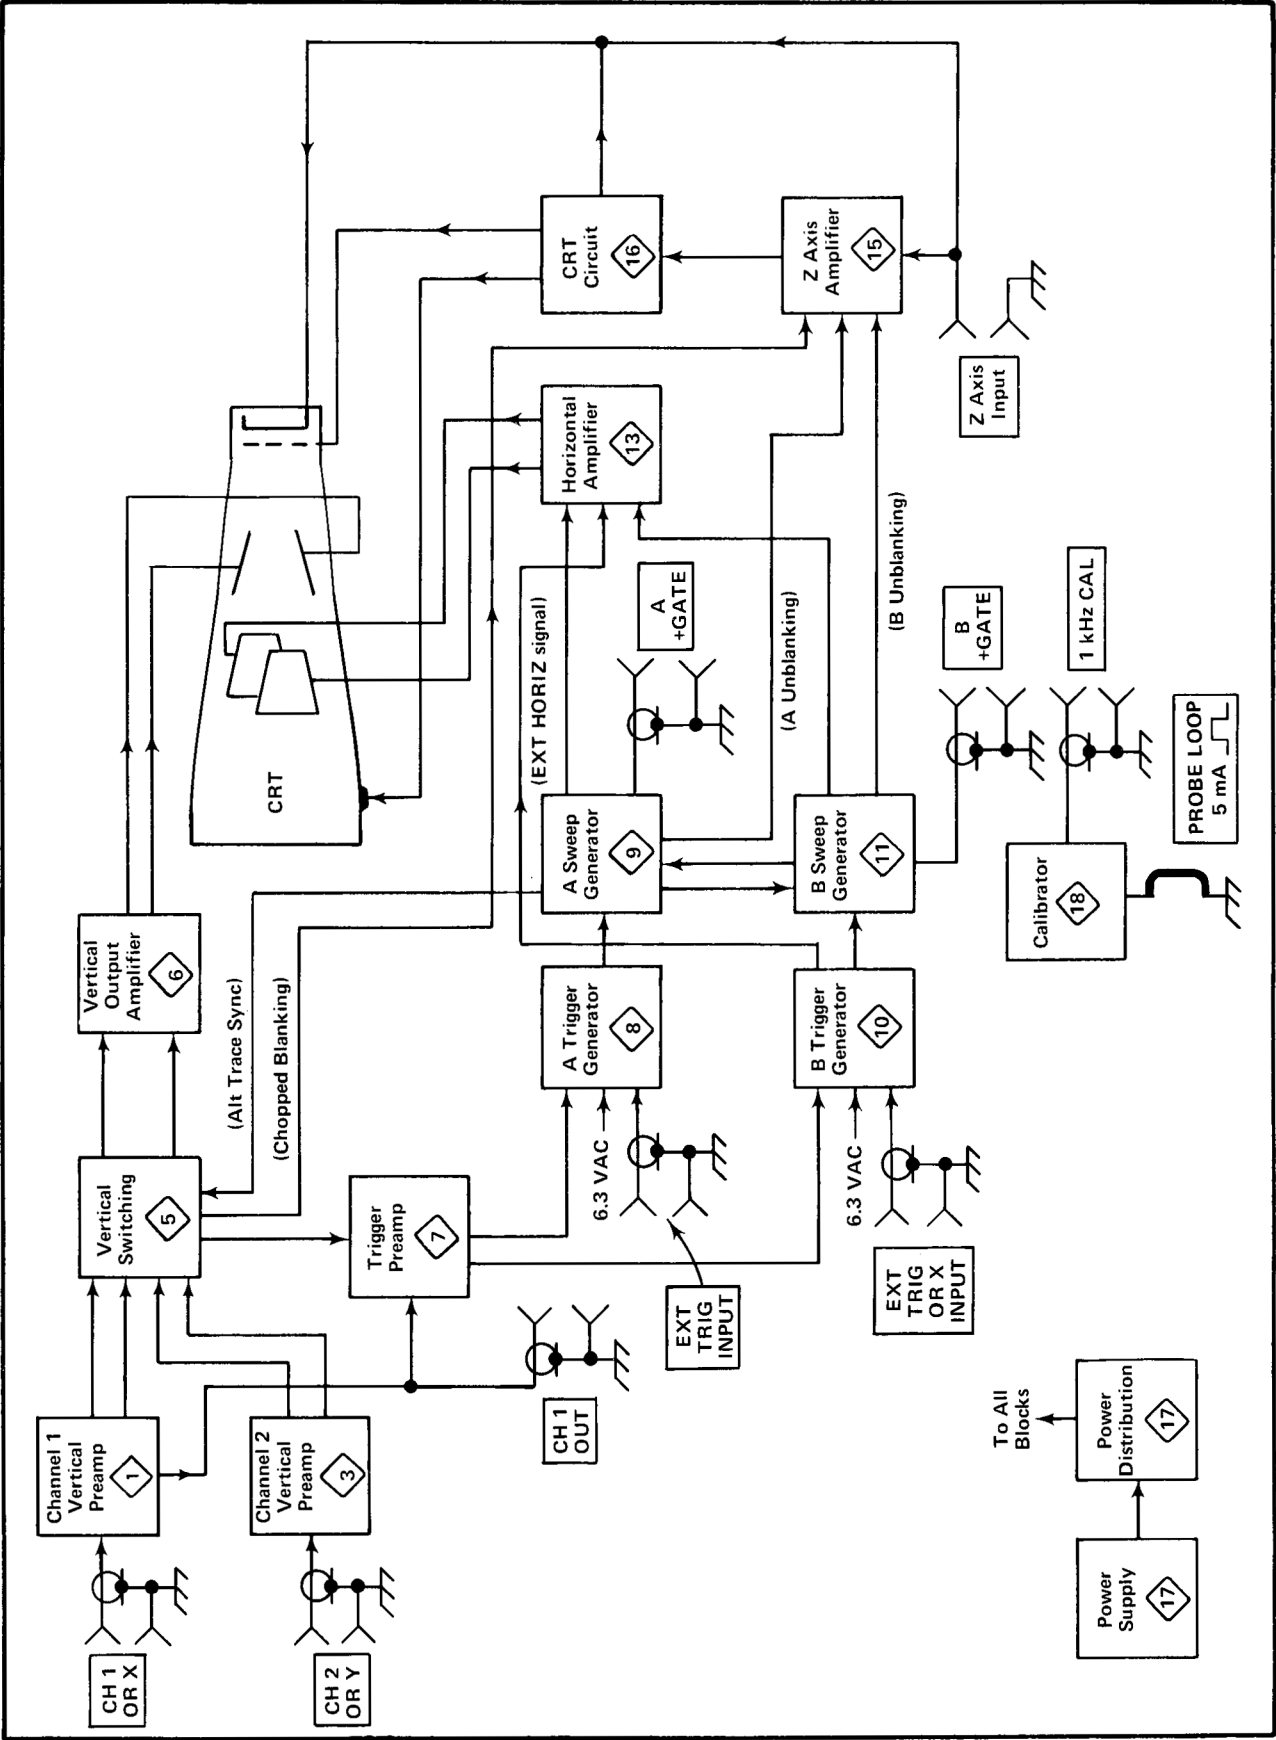 CH 1
OR X
Channel 1
Vertical
Preamp
1
CH 2
OR Y
Channel 2
Vertical
Preamp
3
Vertical
Switching
5
Vertical
Output
Amplifier
6
(Alt Trace Sync)
(Chopped Blanking)
CRT
Trigger
Preamp
7
CH 1
OUT
A Trigger
Generator
8
6.3 VAC
EXT
TRIG
INPUT
A Sweep
Generator
9
(EXT HORIZ signal)
A
+GATE
Horizontal
Amplifier
13
CRT
Circuit
16
B Trigger
Generator
10
6.3 VAC
EXT
TRIG
OR X
INPUT
B Sweep
Generator
11
(A Unblanking)
(B Unblanking)
B
+GATE
Z Axis
Amplifier
15
Z Axis
Input
Power
Supply
17
Power
Distribution
17
To All
Blocks
Calibrator
18
1 kHz CAL
PROBE LOOP
5 mA